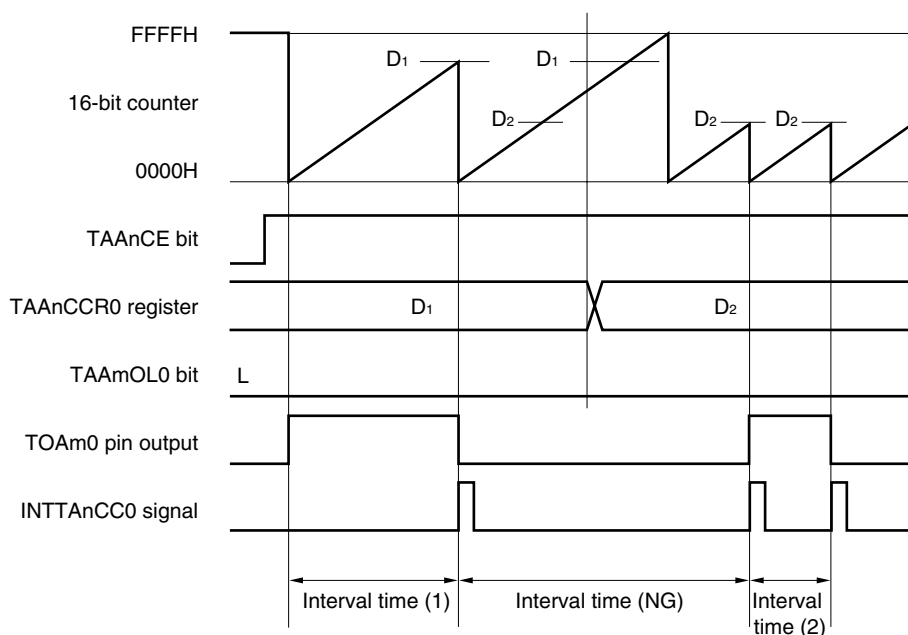 FFFFH
D1
D1
16-bit counter
D2
D2
D2
0000H
TAAnCE bit
TAAnCCR0 register
D1
D2
TAAmOL0 bit
L
TOAm0 pin output
INTTAnCC0 signal
Interval time (1)
Interval time (NG)
Interval
time (2)